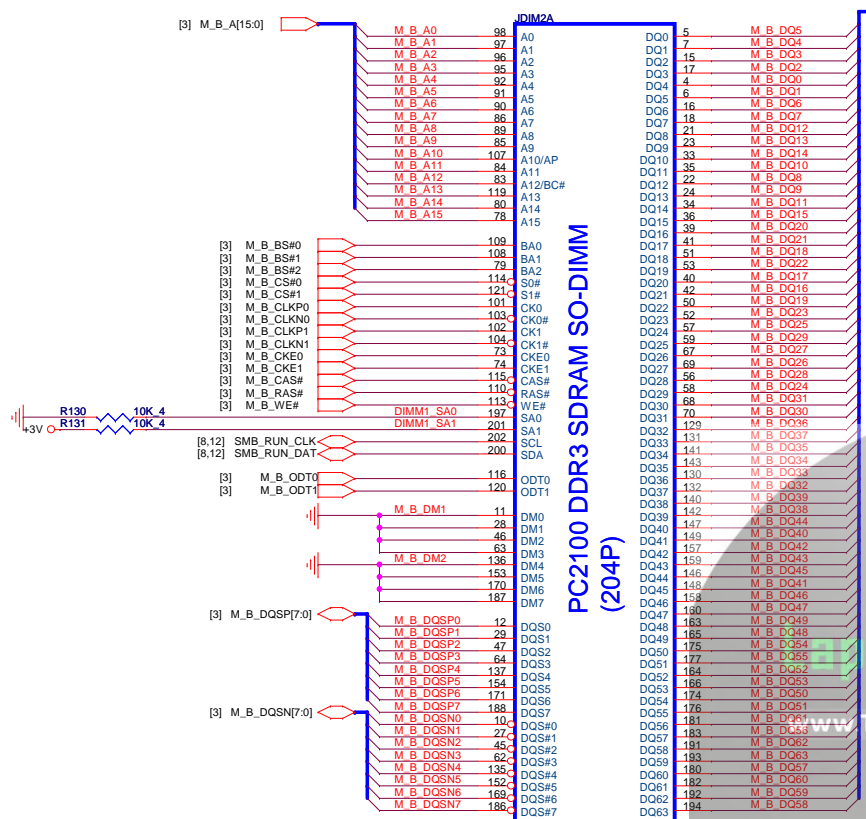 JDIM2A
[3] M_B_A[15:0]
M_B_A0 98 A0
M_B_A1 97 A1
M_B_A2 96 A2
M_B_A3 95 A3
M_B_A4 92 A4
M_B_A5 91 A5
M_B_A6 90 A6
M_B_A7 86 A7
M_B_A8 89 A8
M_B_A9 85 A9
M_B_A10 107 A10/AP
M_B_A11 84 A11
M_B_A12 83 A12/BC#
M_B_A13 119 A13
M_B_A14 80 A14
M_B_A15 78 A15
[3] M_B_BS#0 109 BA0
[3] M_B_BS#1 108 BA1
[3] M_B_BS#2 79 BA2
[3] M_B_CS#0 114 S0#
[3] M_B_CS#1 121 S1#
[3] M_B_CLKP0 101 CK0
[3] M_B_CLKN0 103 CK0#
[3] M_B_CLKP1 102 CK1
[3] M_B_CLKN1 104 CK1#
[3] M_B_CKE0 73 CKE0
[3] M_B_CKE1 74 CKE1
[3] M_B_CAS# 115 CAS#
[3] M_B_RAS# 110 RAS#
[3] M_B_WE# 113 WE#
R130 10K_4 DIMM1_SA0 197 SA0
+3V R131 10K_4 DIMM1_SA1 201 SA1
[8,12] SMB_RUN_CLK 202 SCL
[8,12] SMB_RUN_DAT 200 SDA
[3] M_B_ODT0 116 ODT0
[3] M_B_ODT1 120 ODT1
M_B_DM1 11 DM0
28 DM1
46 DM2
63 DM3
M_B_DM2 136 DM4
153 DM5
170 DM6
187 DM7
[3] M_B_DQSP[7:0]
M_B_DQSP0 12 DQS0
M_B_DQSP1 29 DQS1
M_B_DQSP2 47 DQS2
M_B_DQSP3 64 DQS3
M_B_DQSP4 137 DQS4
M_B_DQSP5 154 DQS5
M_B_DQSP6 171 DQS6
M_B_DQSP7 188 DQS7
[3] M_B_DQSN[7:0]
M_B_DQSN0 10 DQS#0
M_B_DQSN1 27 DQS#1
M_B_DQSN2 45 DQS#2
M_B_DQSN3 62 DQS#3
M_B_DQSN4 135 DQS#4
M_B_DQSN5 152 DQS#5
M_B_DQSN6 169 DQS#6
M_B_DQSN7 186 DQS#7
PC2100 DDR3 SDRAM SO-DIMM
(204P)
DQ0 5 M_B_DQ5
DQ1 7 M_B_DQ4
DQ2 15 M_B_DQ3
DQ3 17 M_B_DQ2
DQ4 4 M_B_DQ0
DQ5 6 M_B_DQ1
DQ6 16 M_B_DQ6
DQ7 18 M_B_DQ7
DQ8 21 M_B_DQ12
DQ9 23 M_B_DQ13
DQ10 33 M_B_DQ14
DQ11 35 M_B_DQ10
DQ12 22 M_B_DQ8
DQ13 24 M_B_DQ9
DQ14 34 M_B_DQ11
DQ15 36 M_B_DQ15
DQ16 39 M_B_DQ20
DQ17 41 M_B_DQ21
DQ18 51 M_B_DQ18
DQ19 53 M_B_DQ22
DQ20 40 M_B_DQ17
DQ21 42 M_B_DQ16
DQ22 50 M_B_DQ19
DQ23 52 M_B_DQ23
DQ24 57 M_B_DQ25
DQ25 59 M_B_DQ29
DQ26 67 M_B_DQ27
DQ27 69 M_B_DQ26
DQ28 56 M_B_DQ28
DQ29 58 M_B_DQ24
DQ30 68 M_B_DQ31
DQ31 70 M_B_DQ30
DQ32 129 M_B_DQ36
DQ33 131 M_B_DQ37
DQ34 141 M_B_DQ35
DQ35 143 M_B_DQ34
DQ36 130 M_B_DQ33
DQ37 132 M_B_DQ32
DQ38 140 M_B_DQ39
DQ39 142 M_B_DQ38
DQ40 147 M_B_DQ44
DQ41 149 M_B_DQ40
DQ42 157 M_B_DQ42
DQ43 159 M_B_DQ43
DQ44 146 M_B_DQ45
DQ45 148 M_B_DQ41
DQ46 158 M_B_DQ46
DQ47 160 M_B_DQ47
DQ48 163 M_B_DQ49
DQ49 165 M_B_DQ48
DQ50 175 M_B_DQ54
DQ51 177 M_B_DQ55
DQ52 164 M_B_DQ52
DQ53 166 M_B_DQ53
DQ54 174 M_B_DQ50
DQ55 176 M_B_DQ51
DQ56 181 M_B_DQ61
DQ57 183 M_B_DQ56
DQ58 191 M_B_DQ62
DQ59 193 M_B_DQ63
DQ60 180 M_B_DQ57
DQ61 182 M_B_DQ60
DQ62 192 M_B_DQ59
DQ63 194 M_B_DQ58
Lap